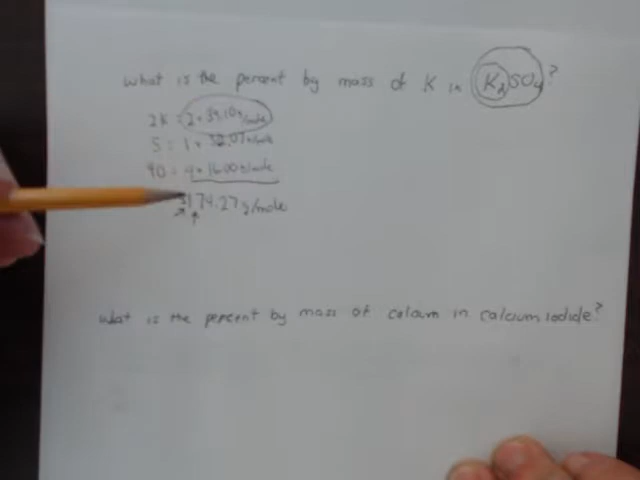 what is the percent by mass of K in K₂SO₄?
2K = 2 × 39.10 g/mole
S = 1 × 32.07 g/mole
4O = 4 × 16.00 g/mole
174.27 g/mole
what is the percent by mass of calcium in calcium iodide?